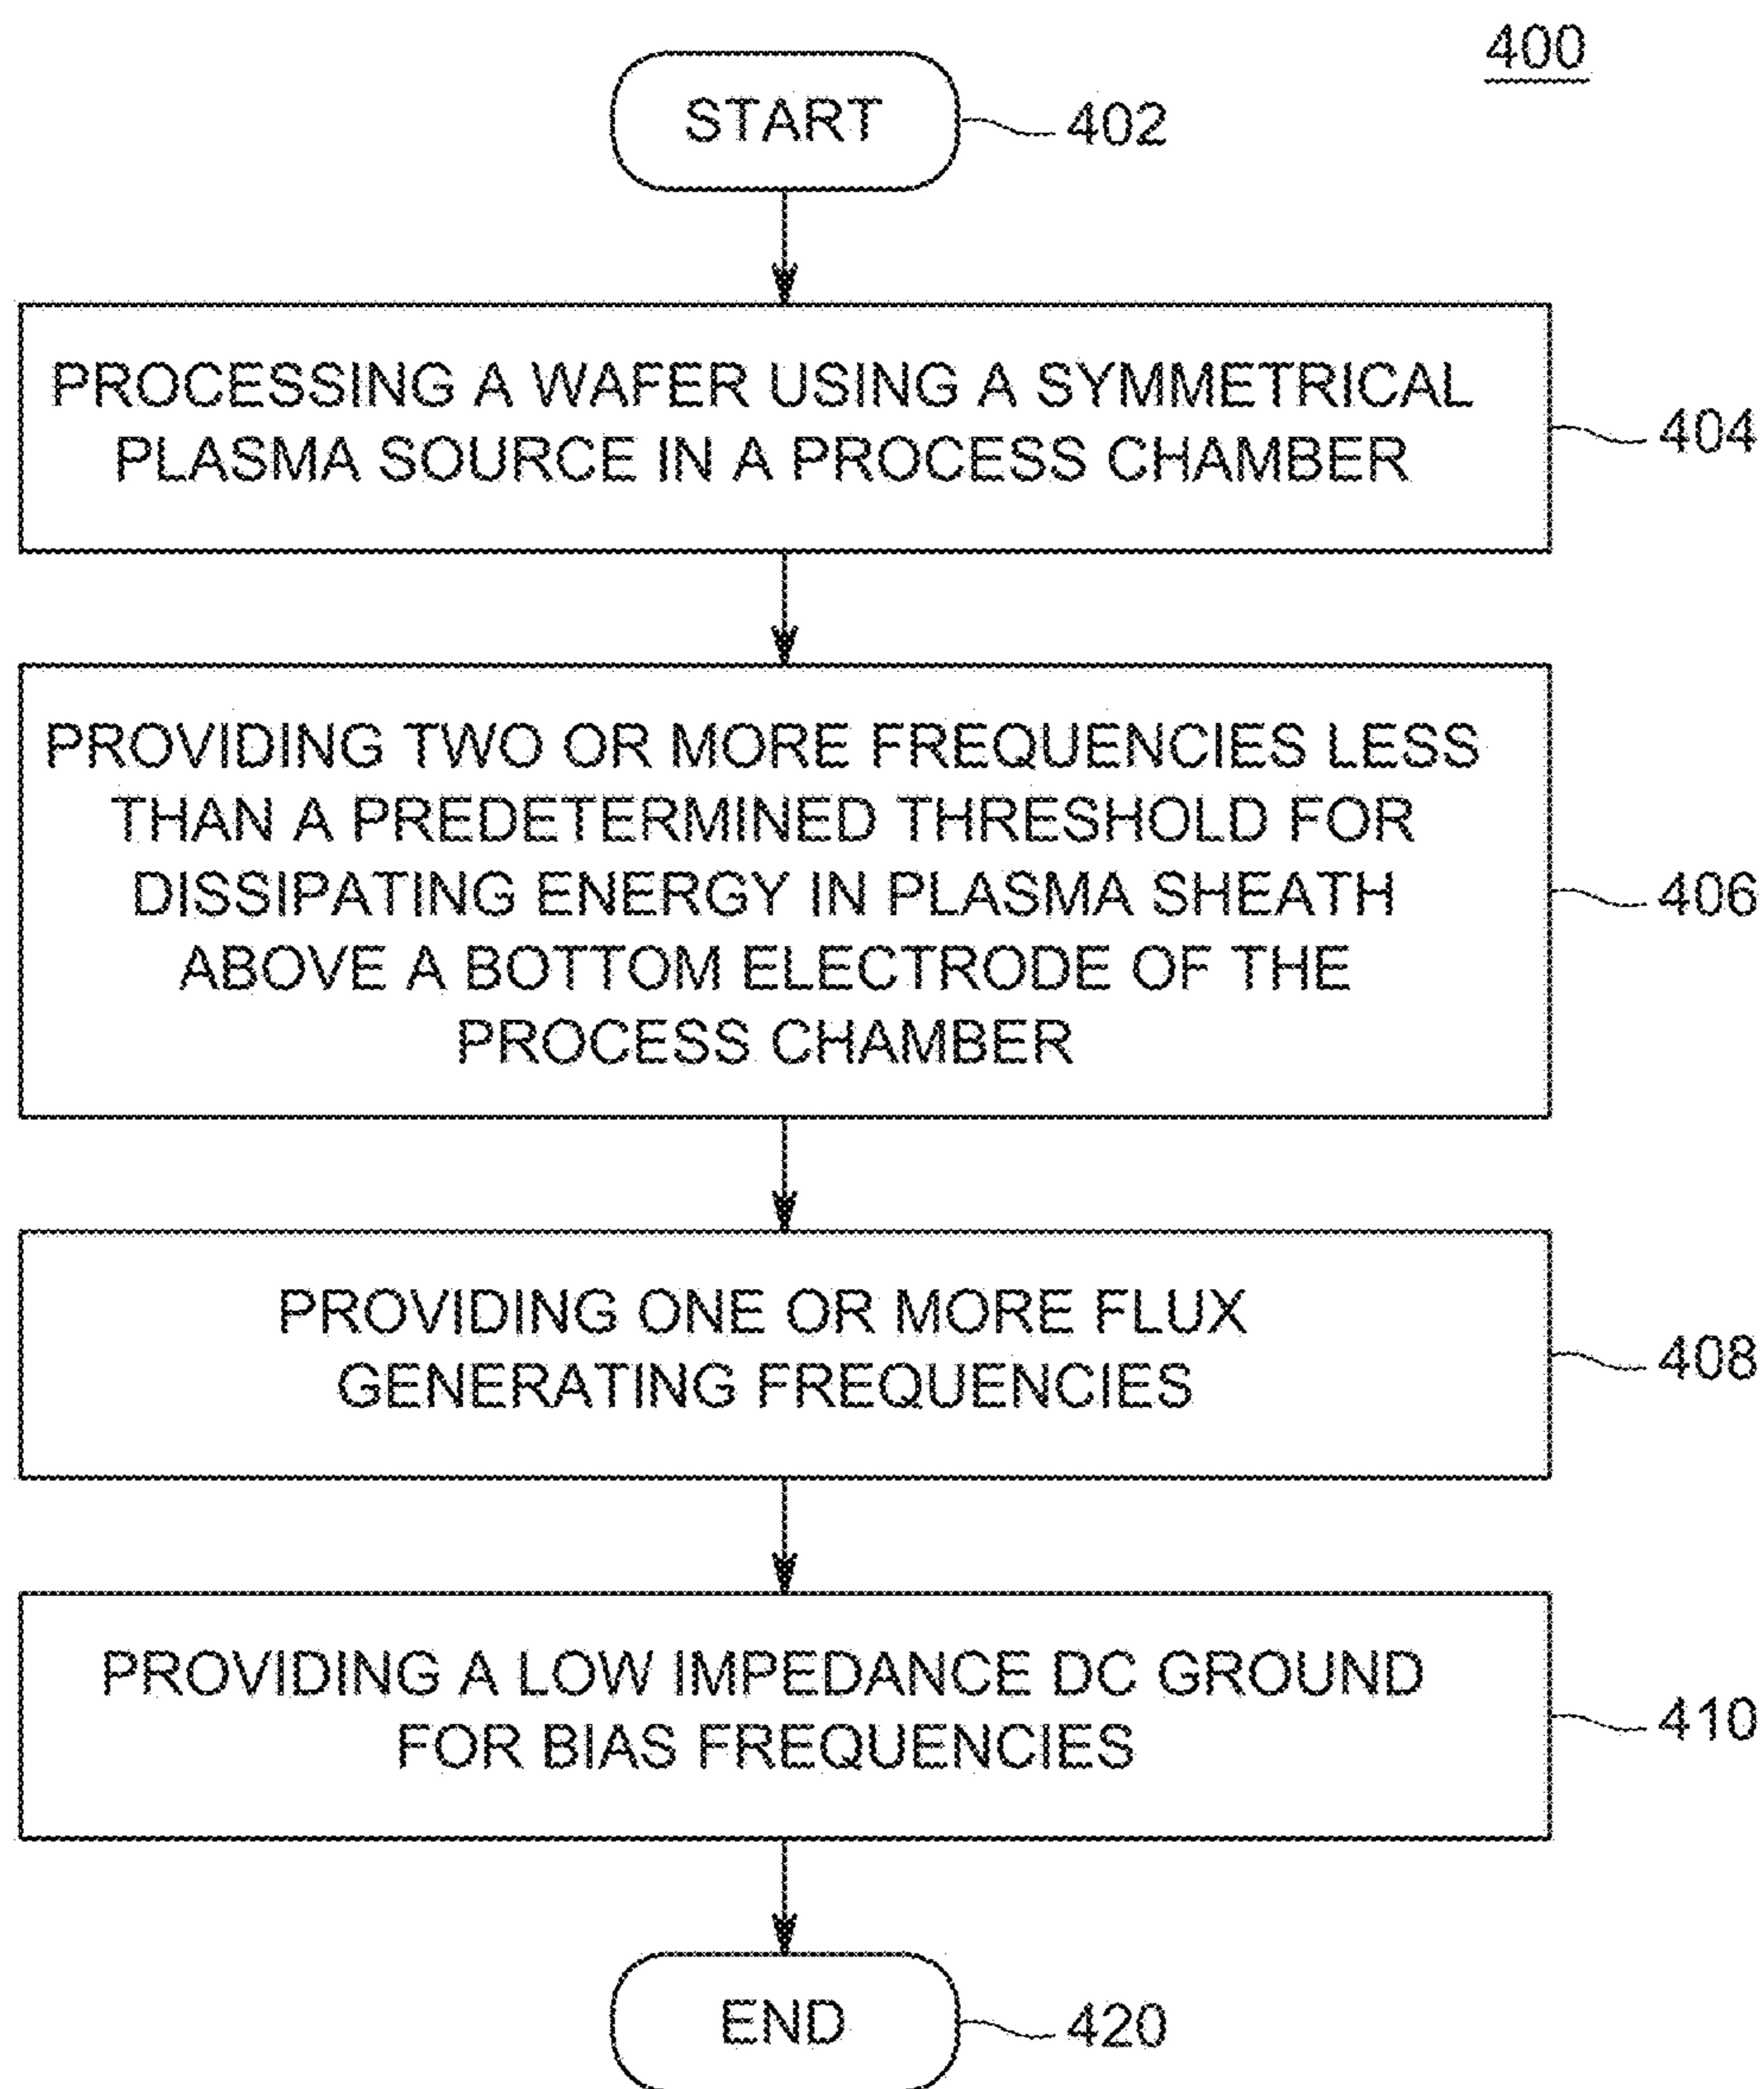 400
START
402
PROCESSING A WAFER USING A SYMMETRICAL
PLASMA SOURCE IN A PROCESS CHAMBER
404
PROVIDING TWO OR MORE FREQUENCIES LESS
THAN A PREDETERMINED THRESHOLD FOR
DISSIPATING ENERGY IN PLASMA SHEATH
ABOVE A BOTTOM ELECTRODE OF THE
PROCESS CHAMBER
406
PROVIDING ONE OR MORE FLUX
GENERATING FREQUENCIES
408
PROVIDING A LOW IMPEDANCE DC GROUND
FOR BIAS FREQUENCIES
410
END
420